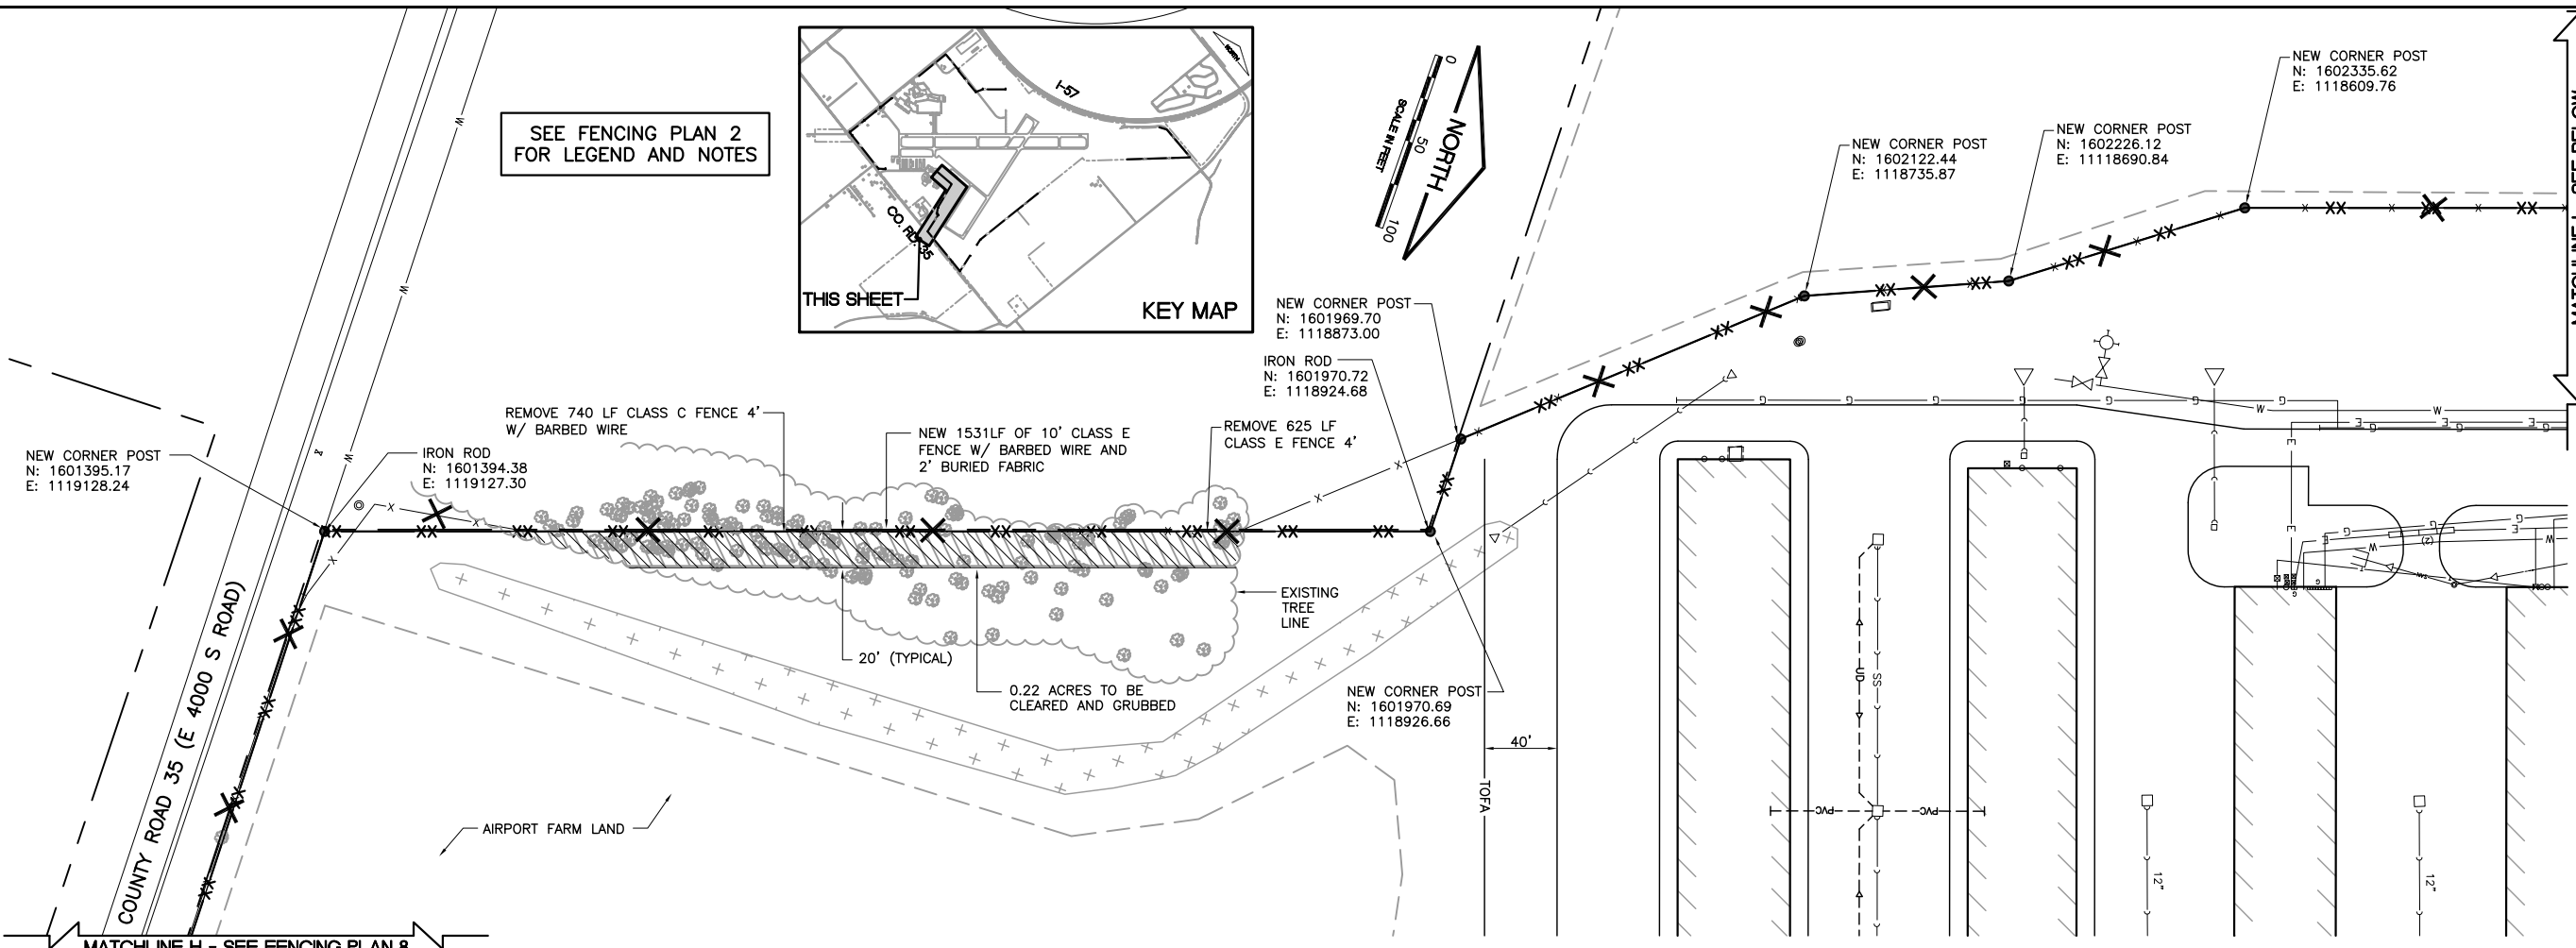 SEE FENCING PLAN 2
FOR LEGEND AND NOTES
I-57
NORTH
CO. RD. 35
THIS SHEET
KEY MAP
0
50
100
SCALE IN FEET
NORTH
NEW CORNER POST
N: 1602335.62
E: 1118609.76
NEW CORNER POST
N: 1602226.12
E: 11118690.84
NEW CORNER POST
N: 1602122.44
E: 1118735.87
NEW CORNER POST
N: 1601969.70
E: 1118873.00
IRON ROD
N: 1601970.72
E: 1118924.68
REMOVE 740 LF CLASS C FENCE 4'
W/ BARBED WIRE
NEW 1531LF OF 10' CLASS E
FENCE W/ BARBED WIRE AND
2' BURIED FABRIC
REMOVE 625 LF
CLASS E FENCE 4'
NEW CORNER POST
N: 1601395.17
E: 1119128.24
IRON ROD
N: 1601394.38
E: 1119127.30
EXISTING
TREE
LINE
20' (TYPICAL)
0.22 ACRES TO BE
CLEARED AND GRUBBED
NEW CORNER POST
N: 1601970.69
E: 1118926.66
40'
TOFA
AIRPORT FARM LAND
COUNTY ROAD 35 (E 4000 S ROAD)
UD
SS
PVC
PVC
12"
12"
(2)
MATCHLINE H - SEE FENCING PLAN 8